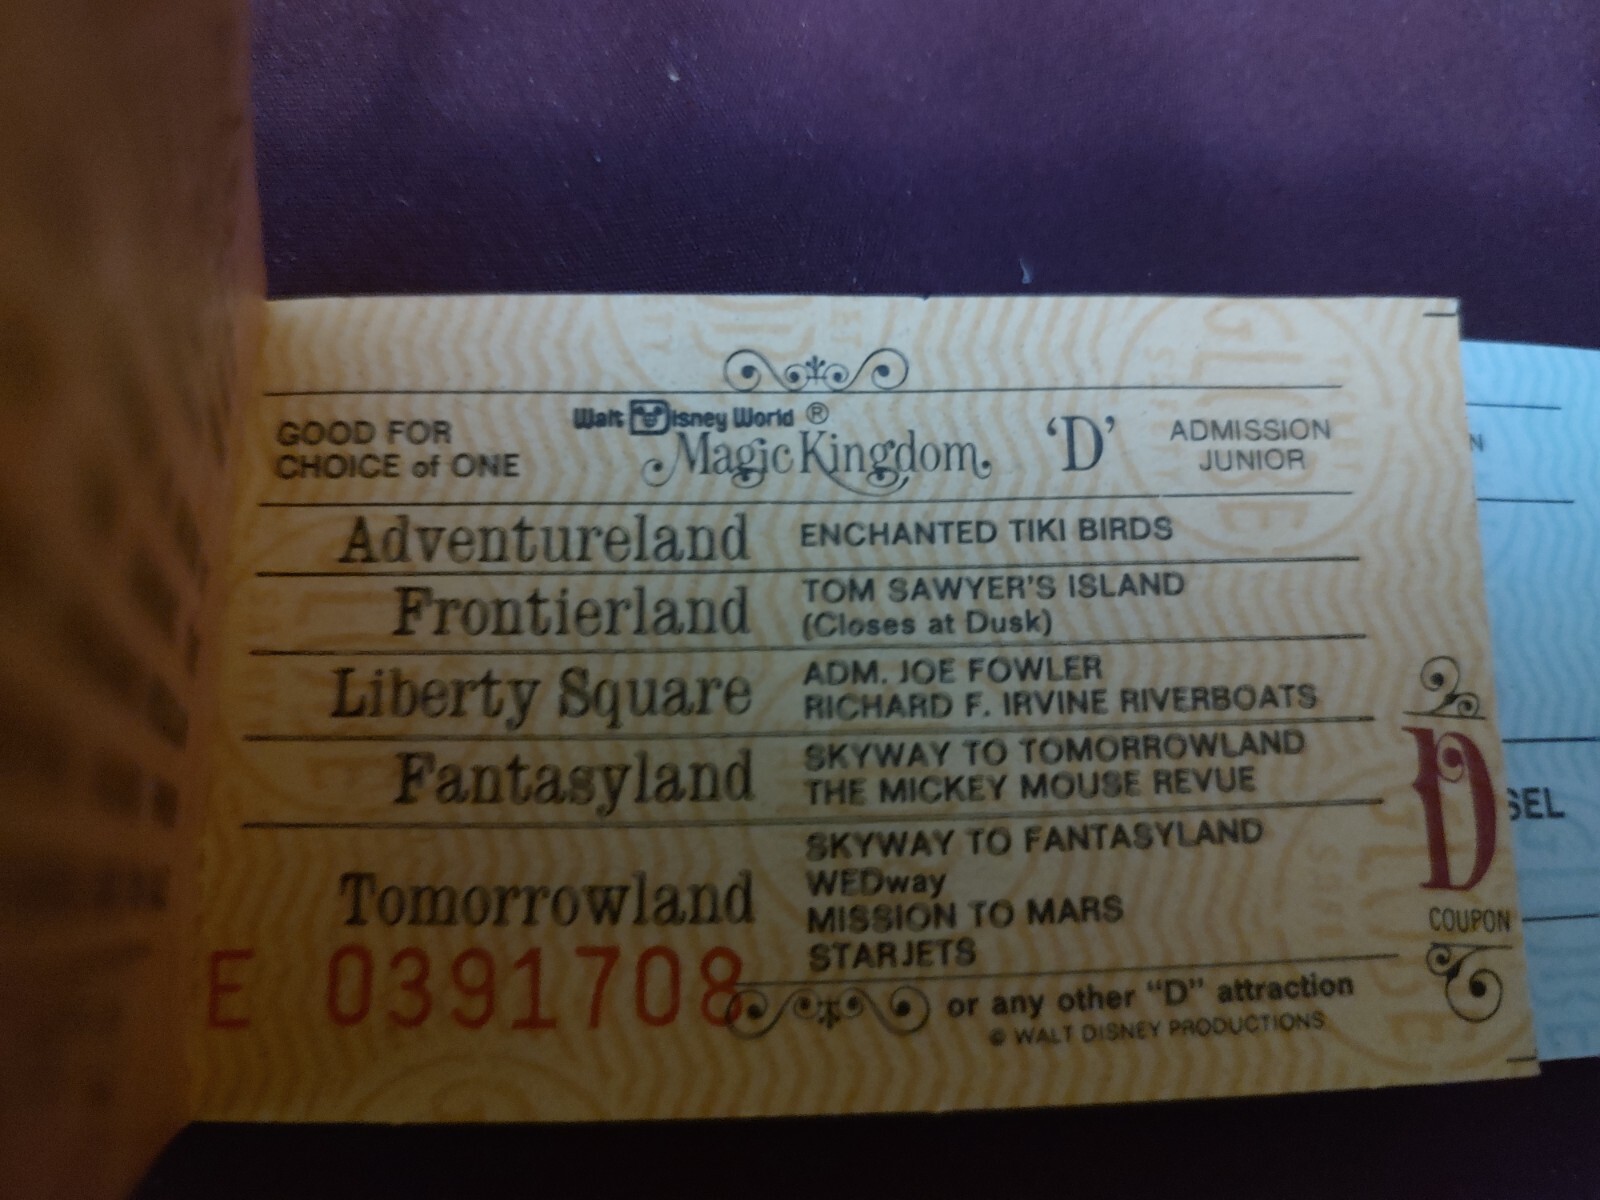 GOOD FOR
CHOICE of ONE
Walt Disney World ®
Magic Kingdom
'D'
ADMISSION
JUNIOR
Adventureland ENCHANTED TIKI BIRDS
Frontierland TOM SAWYER'S ISLAND
(Closes at Dusk)
Liberty Square ADM. JOE FOWLER
RICHARD F. IRVINE RIVERBOATS
Fantasyland SKYWAY TO TOMORROWLAND
THE MICKEY MOUSE REVUE
Tomorrowland SKYWAY TO FANTASYLAND
WEDway
MISSION TO MARS
STARJETS
E 0391708
or any other "D" attraction
© WALT DISNEY PRODUCTIONS
D
COUPON
N
SEL